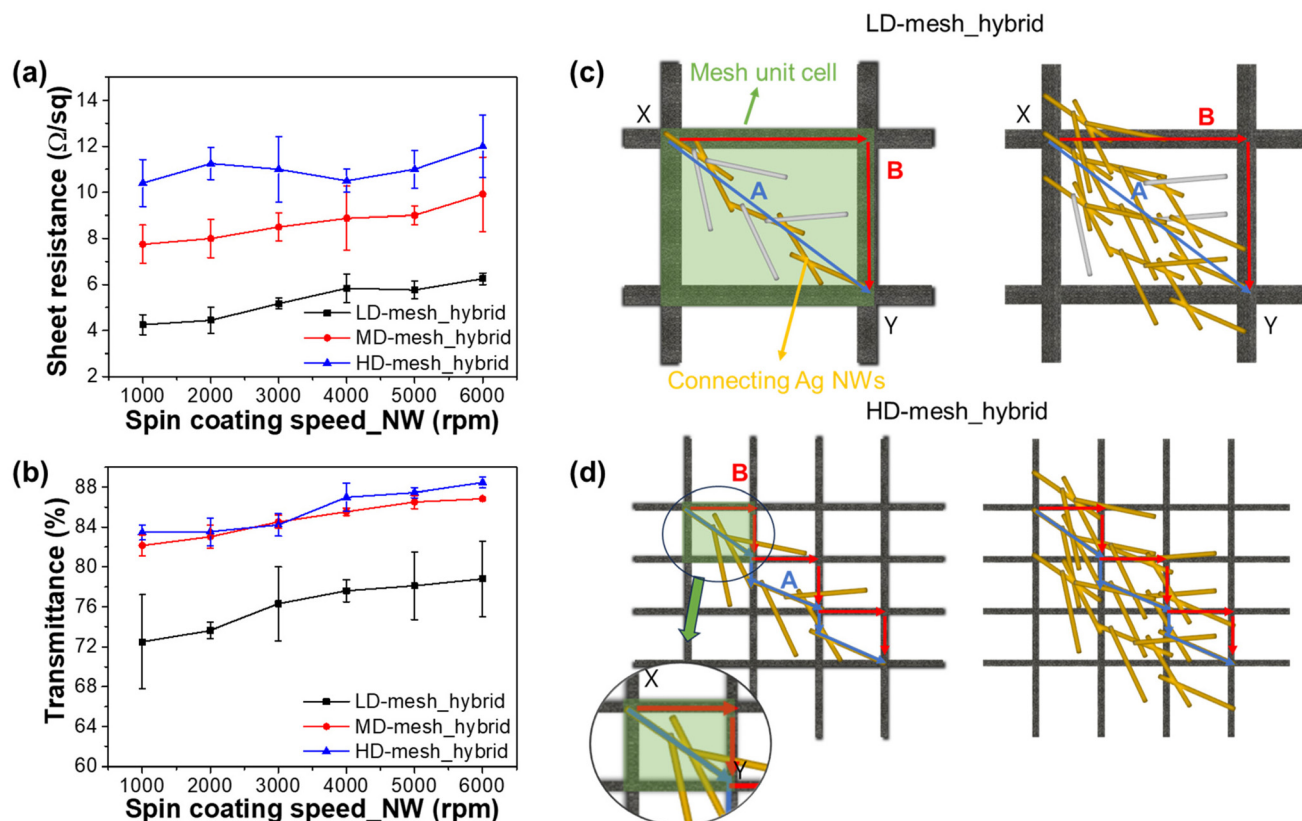 LD-mesh_hybrid
(a)
Sheet resistance (Ω/sq)
14
12
10
8
6
4
2
LD-mesh_hybrid
MD-mesh_hybrid
HD-mesh_hybrid
1000 2000 3000 4000 5000 6000
Spin coating speed_NW (rpm)
(b)
Transmittance (%)
88
84
80
76
72
68
64
60
LD-mesh_hybrid
MD-mesh_hybrid
HD-mesh_hybrid
1000 2000 3000 4000 5000 6000
Spin coating speed_NW (rpm)
(c)
Mesh unit cell
X
B
A
Y
Connecting Ag NWs
X
B
A
Y
HD-mesh_hybrid
(d)
B
A
X
Y